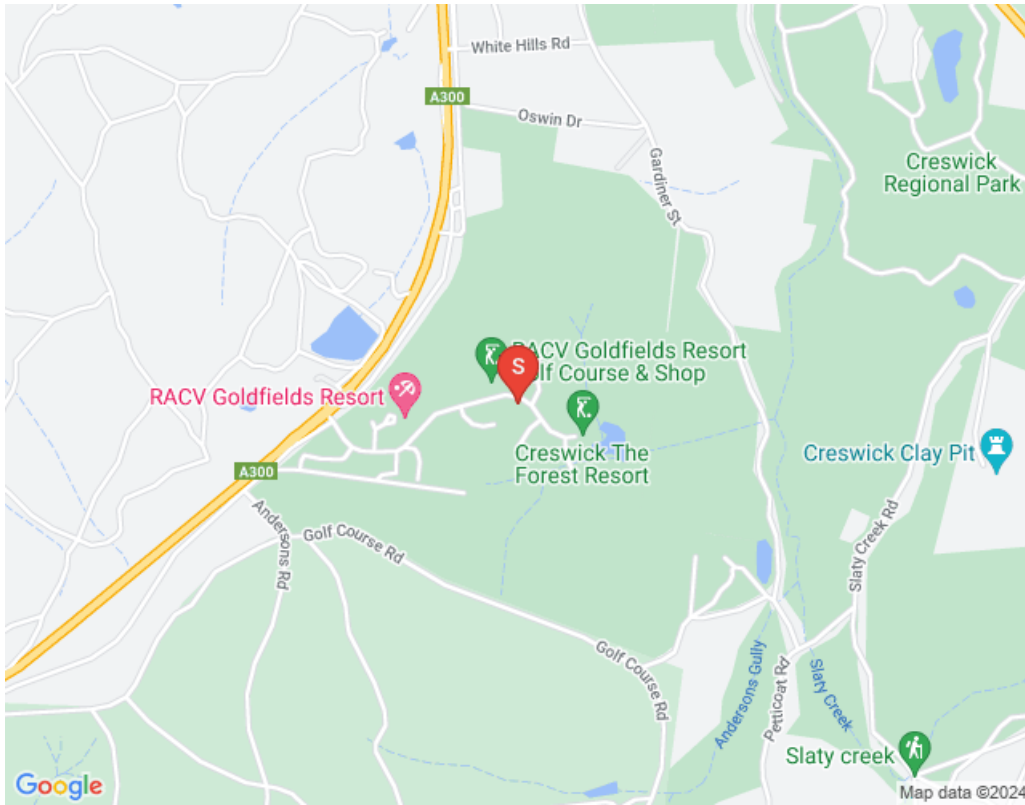 White Hills Rd
A300
Oswin Dr
Gardiner St
Creswick
Regional Park
RACV Goldfields Resort
Golf Course & Shop
S
RACV Goldfields Resort
Creswick The
Forest Resort
Creswick Clay Pit
A300
Andersons Rd
Golf Course Rd
Slaty Creek Rd
Golf Course Rd
Andersons Gully
Petticoat Rd
Slaty Creek
Slaty creek
Google
Map data ©2024